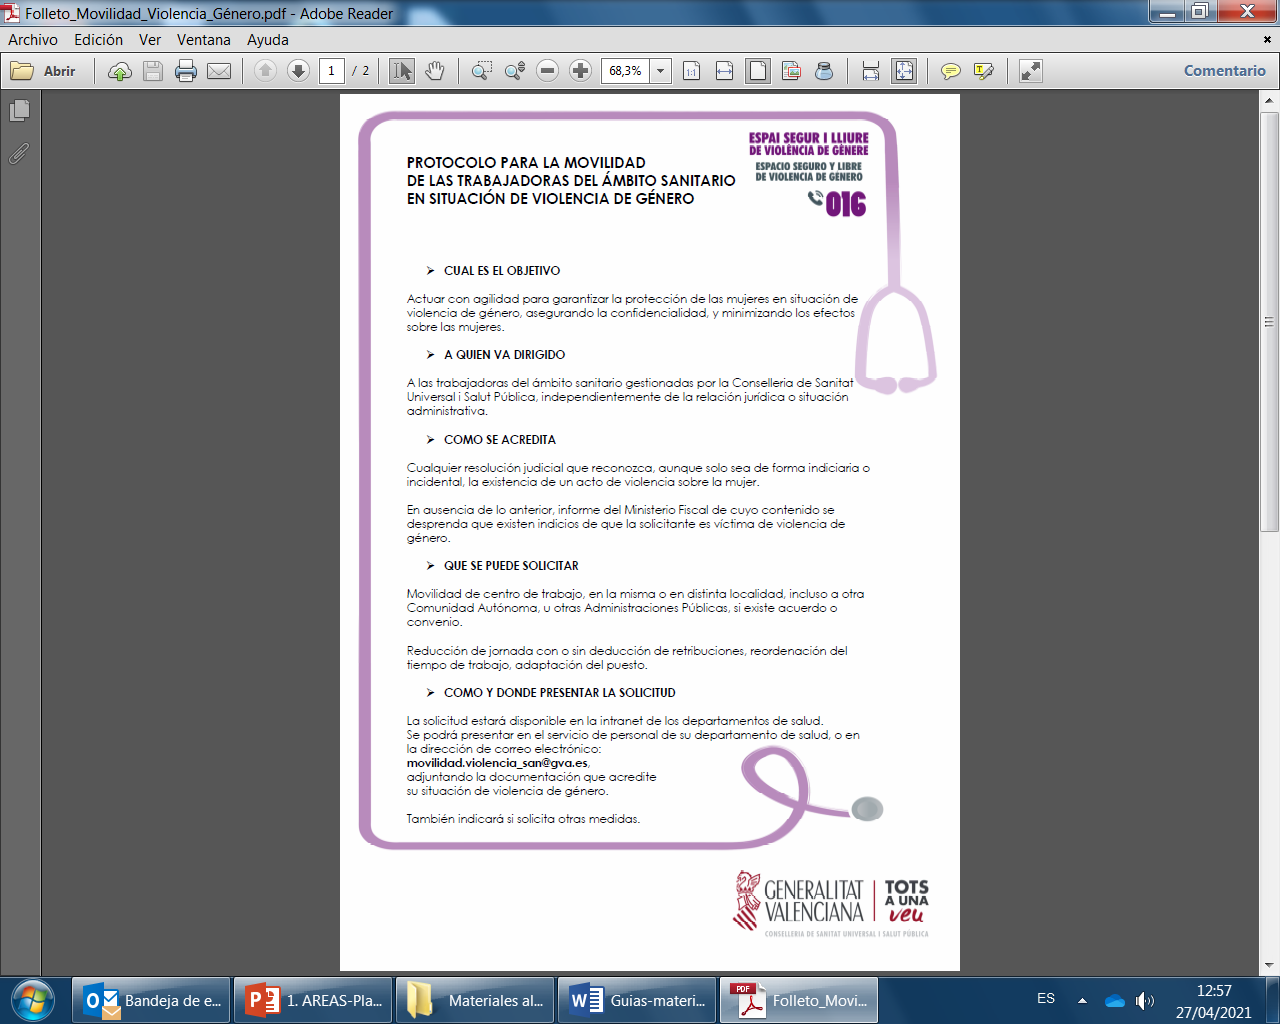 Folleto_Movilidad_Violencia_Género.pdf - Adobe Reader
Archivo Edición Ver Ventana Ayuda
Abrir 1 / 2 68,3% Comentario
ESPAI SEGUR I LLIURE
DE VIOLÈNCIA DE GÈNERE
ESPACIO SEGURO Y LIBRE
DE VIOLENCIA DE GÉNERO
016
PROTOCOLO PARA LA MOVILIDAD
DE LAS TRABAJADORAS DEL ÁMBITO SANITARIO
EN SITUACIÓN DE VIOLENCIA DE GÉNERO
CUAL ES EL OBJETIVO
Actuar con agilidad para garantizar la protección de las mujeres en situación de
violencia de género, asegurando la confidencialidad, y minimizando los efectos
sobre las mujeres.
A QUIEN VA DIRIGIDO
A las trabajadoras del ámbito sanitario gestionadas por la Conselleria de Sanitat
Universal i Salut Pública, independientemente de la relación jurídica o situación
administrativa.
COMO SE ACREDITA
Cualquier resolución judicial que reconozca, aunque solo sea de forma indiciaria o
incidental, la existencia de un acto de violencia sobre la mujer.
En ausencia de lo anterior, informe del Ministerio Fiscal de cuyo contenido se
desprenda que existen indicios de que la solicitante es víctima de violencia de
género.
QUE SE PUEDE SOLICITAR
Movilidad de centro de trabajo, en la misma o en distinta localidad, incluso a otra
Comunidad Autónoma, u otras Administraciones Públicas, si existe acuerdo o
convenio.
Reducción de jornada con o sin deducción de retribuciones, reordenación del
tiempo de trabajo, adaptación del puesto.
COMO Y DONDE PRESENTAR LA SOLICITUD
La solicitud estará disponible en la intranet de los departamentos de salud.
Se podrá presentar en el servicio de personal de su departamento de salud, o en
la dirección de correo electrónico:
movilidad.violencia_san@gva.es,
adjuntando la documentación que acredite
su situación de violencia de género.
También indicará si solicita otras medidas.
GENERALITAT
VALENCIANA
TOTS
A UNA
veu
CONSELLERIA DE SANITAT UNIVERSAL I SALUT PÚBLICA
Bandeja de e... 1. AREAS-Pla... Materiales al... Guias-materi... Folleto_Movi... ES 12:57
27/04/2021